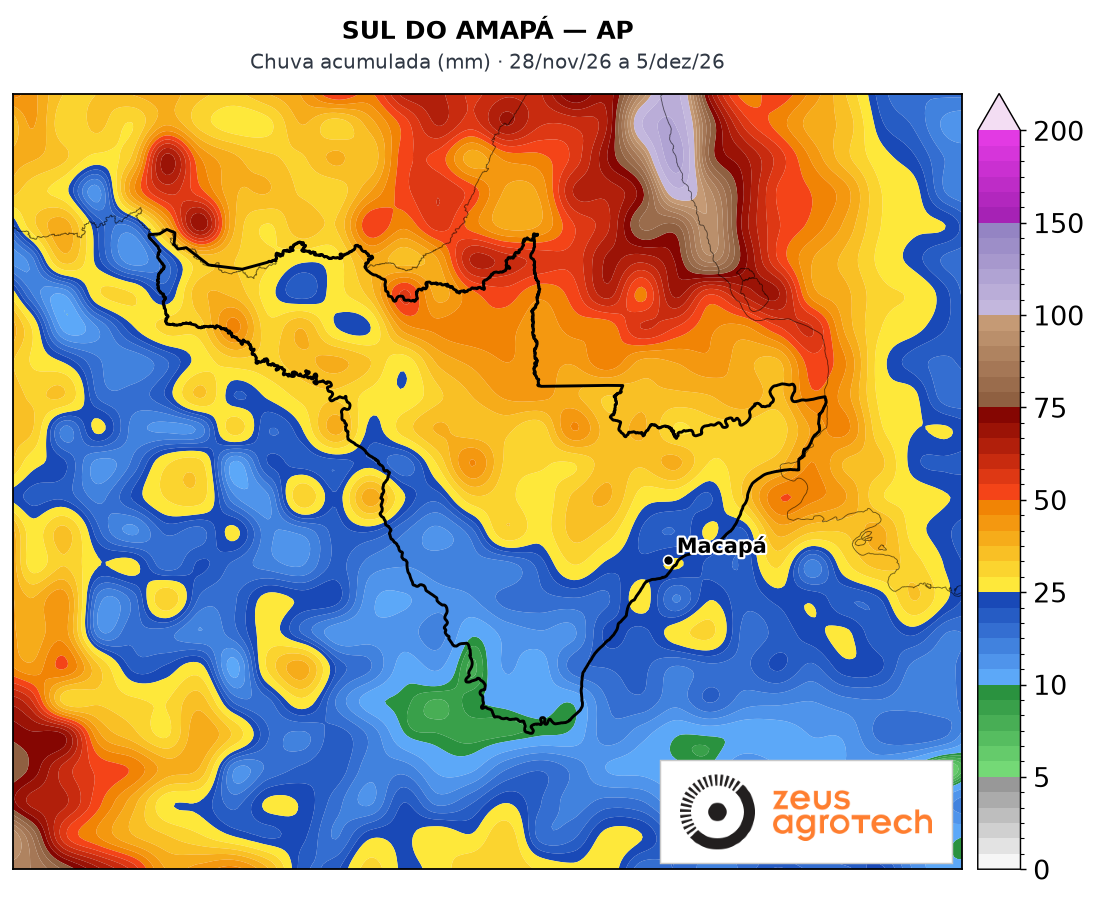 SUL DO AMAPÁ — AP
Chuva acumulada (mm) · 28/nov/26 a 5/dez/26
200
150
100
75
50
25
10
5
0
Macapá
zeus
agrotech